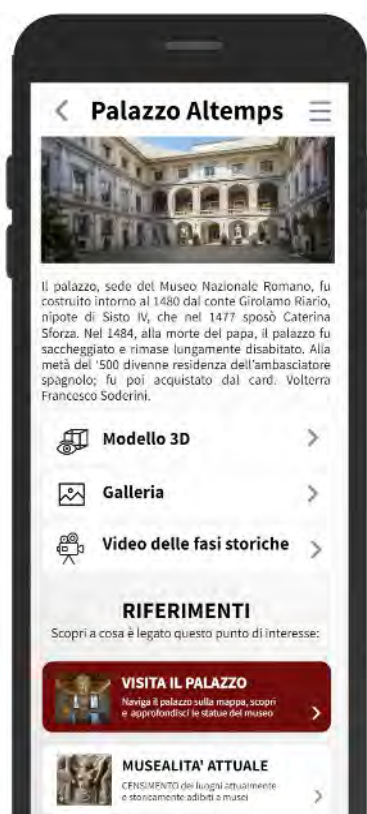 Palazzo Altemps
Il palazzo, sede del Museo Nazionale Romano, fu
costruito intorno al 1480 dal conte Girolamo Riario,
nipote di Sisto IV, che nel 1477 sposò Caterina
Sforza. Nel 1484, alla morte del papa, il palazzo fu
saccheggiato e rimase lungamente disabitato. Alla
metà del '500 divenne residenza dell'ambasciatore
spagnolo; fu poi acquistato dal card. Volterra
Francesco Soderini.
Modello 3D
Galleria
Video delle fasi storiche
RIFERIMENTI
Scopri a cosa è legato questo punto di interesse:
VISITA IL PALAZZO
Naviga il palazzo sulla mappa, scopri
e approfondisci le statue del museo
MUSEALITA' ATTUALE
CENSIMENTO dei luoghi attualmente
e storicamente adibiti a musei